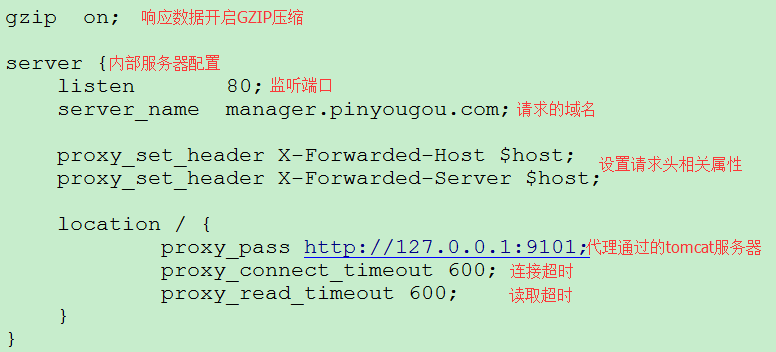 gzip  on;  响应数据开启GZIP压缩
server {内部服务器配置
listen       80; 监听端口
server_name  manager.pinyougou.com; 请求的域名
proxy_set_header X-Forwarded-Host $host;
设置请求头相关属性
proxy_set_header X-Forwarded-Server $host;
location / {
proxy_pass http://127.0.0.1:9101;代理通过的tomcat服务器
proxy_connect_timeout 600; 连接超时
proxy_read_timeout 600; 读取超时
}
}